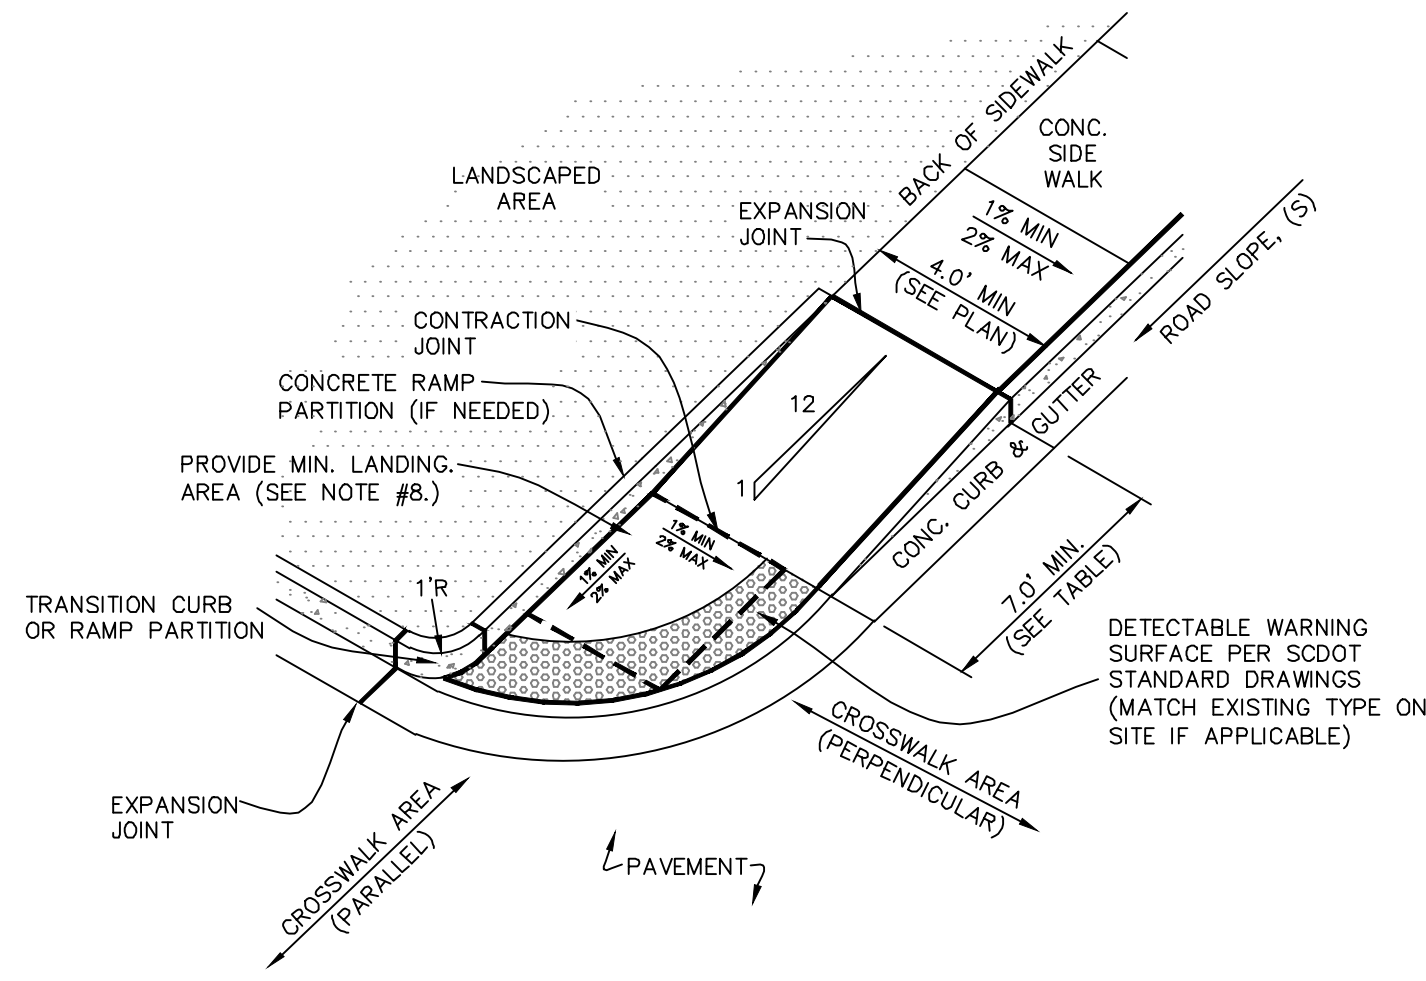 BACK OF SIDEWALK
CONC.
SIDE
WALK
LANDSCAPED
AREA
EXPANSION
JOINT
1% MIN
2% MAX
4.0' MIN
(SEE PLAN)
ROAD SLOPE, (S)
CONTRACTION
JOINT
CONCRETE RAMP
PARTITION (IF NEEDED)
12
1
PROVIDE MIN. LANDING.
AREA (SEE NOTE #8.)
CONC. CURB & GUTTER
1% MIN
2% MAX
1% MIN
2% MAX
7.0' MIN.
(SEE TABLE)
1'R
TRANSITION CURB
OR RAMP PARTITION
DETECTABLE WARNING
SURFACE PER SCDOT
STANDARD DRAWINGS
(MATCH EXISTING TYPE ON
SITE IF APPLICABLE)
CROSSWALK AREA
(PERPENDICULAR)
EXPANSION
JOINT
CROSSWALK AREA
(PARALLEL)
PAVEMENT